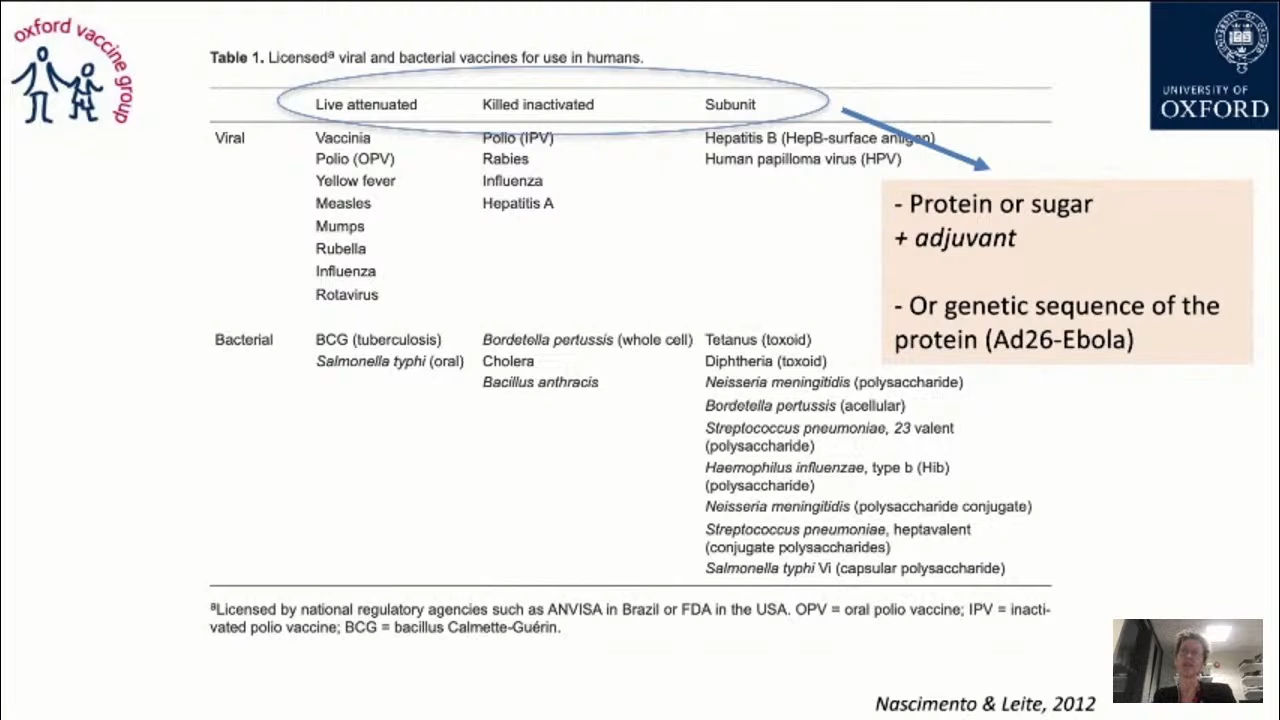 oxford vaccine group
UNIVERSITY OF
OXFORD
Table 1. Licensedª viral and bacterial vaccines for use in humans.
Live attenuated Killed inactivated Subunit
Viral Vaccinia Polio (IPV) Hepatitis B (HepB-surface antigen)
Polio (OPV) Rabies Human papilloma virus (HPV)
Yellow fever Influenza
Measles Hepatitis A
Mumps
Rubella
Influenza
Rotavirus
- Protein or sugar
+ adjuvant
- Or genetic sequence of the
protein (Ad26-Ebola)
Bacterial BCG (tuberculosis) Bordetella pertussis (whole cell) Tetanus (toxoid)
Salmonella typhi (oral) Cholera Diphtheria (toxoid)
Bacillus anthracis Neisseria meningitidis (polysaccharide)
Bordetella pertussis (acellular)
Streptococcus pneumoniae, 23 valent
(polysaccharide)
Haemophilus influenzae, type b (Hib)
(polysaccharide)
Neisseria meningitidis (polysaccharide conjugate)
Streptococcus pneumoniae, heptavalent
(conjugate polysaccharides)
Salmonella typhi Vi (capsular polysaccharide)
ªLicensed by national regulatory agencies such as ANVISA in Brazil or FDA in the USA. OPV = oral polio vaccine; IPV = inacti-
vated polio vaccine; BCG = bacillus Calmette-Guérin.
Nascimento & Leite, 2012